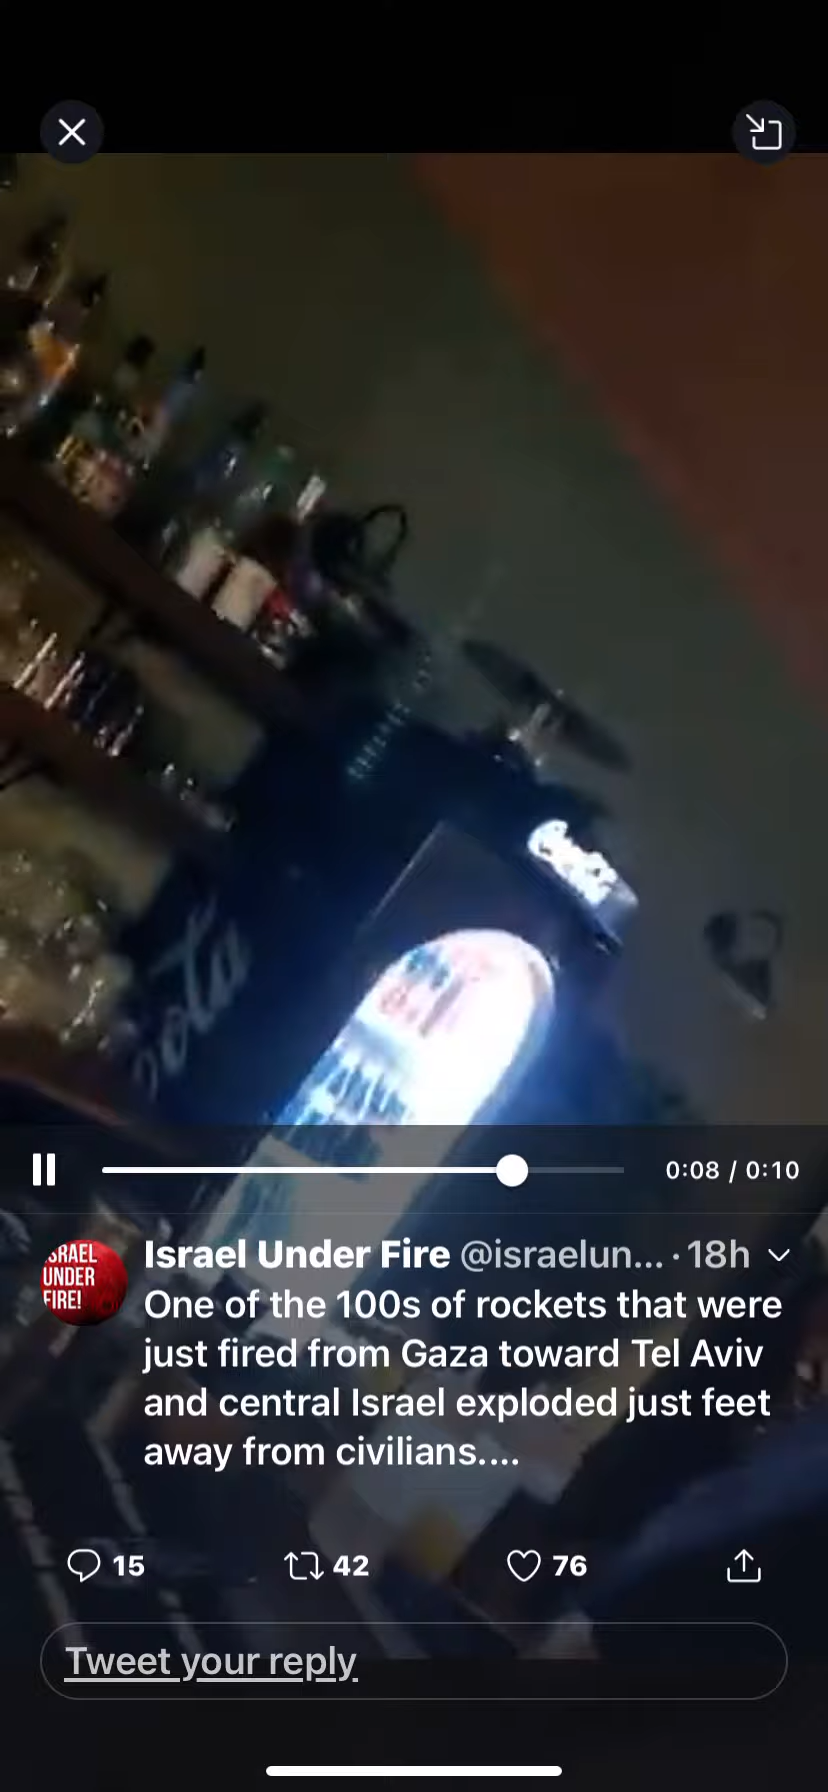 ola
0:08 / 0:10
ISRAEL
UNDER
FIRE!
Israel Under Fire @israelun... · 18h
One of the 100s of rockets that were
just fired from Gaza toward Tel Aviv
and central Israel exploded just feet
away from civilians....
15 42 76
Tweet your reply